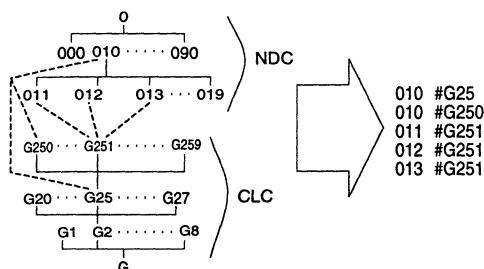 0
000 010 ······ 090
NDC
011 012 013 ···· 019
G250 ····· G251 ········ G259
CLC
G20 ···· G25 ······· G27
G1 G2 ········ G8
G
010 #G25
010 #G250
011 #G251
012 #G251
013 #G251